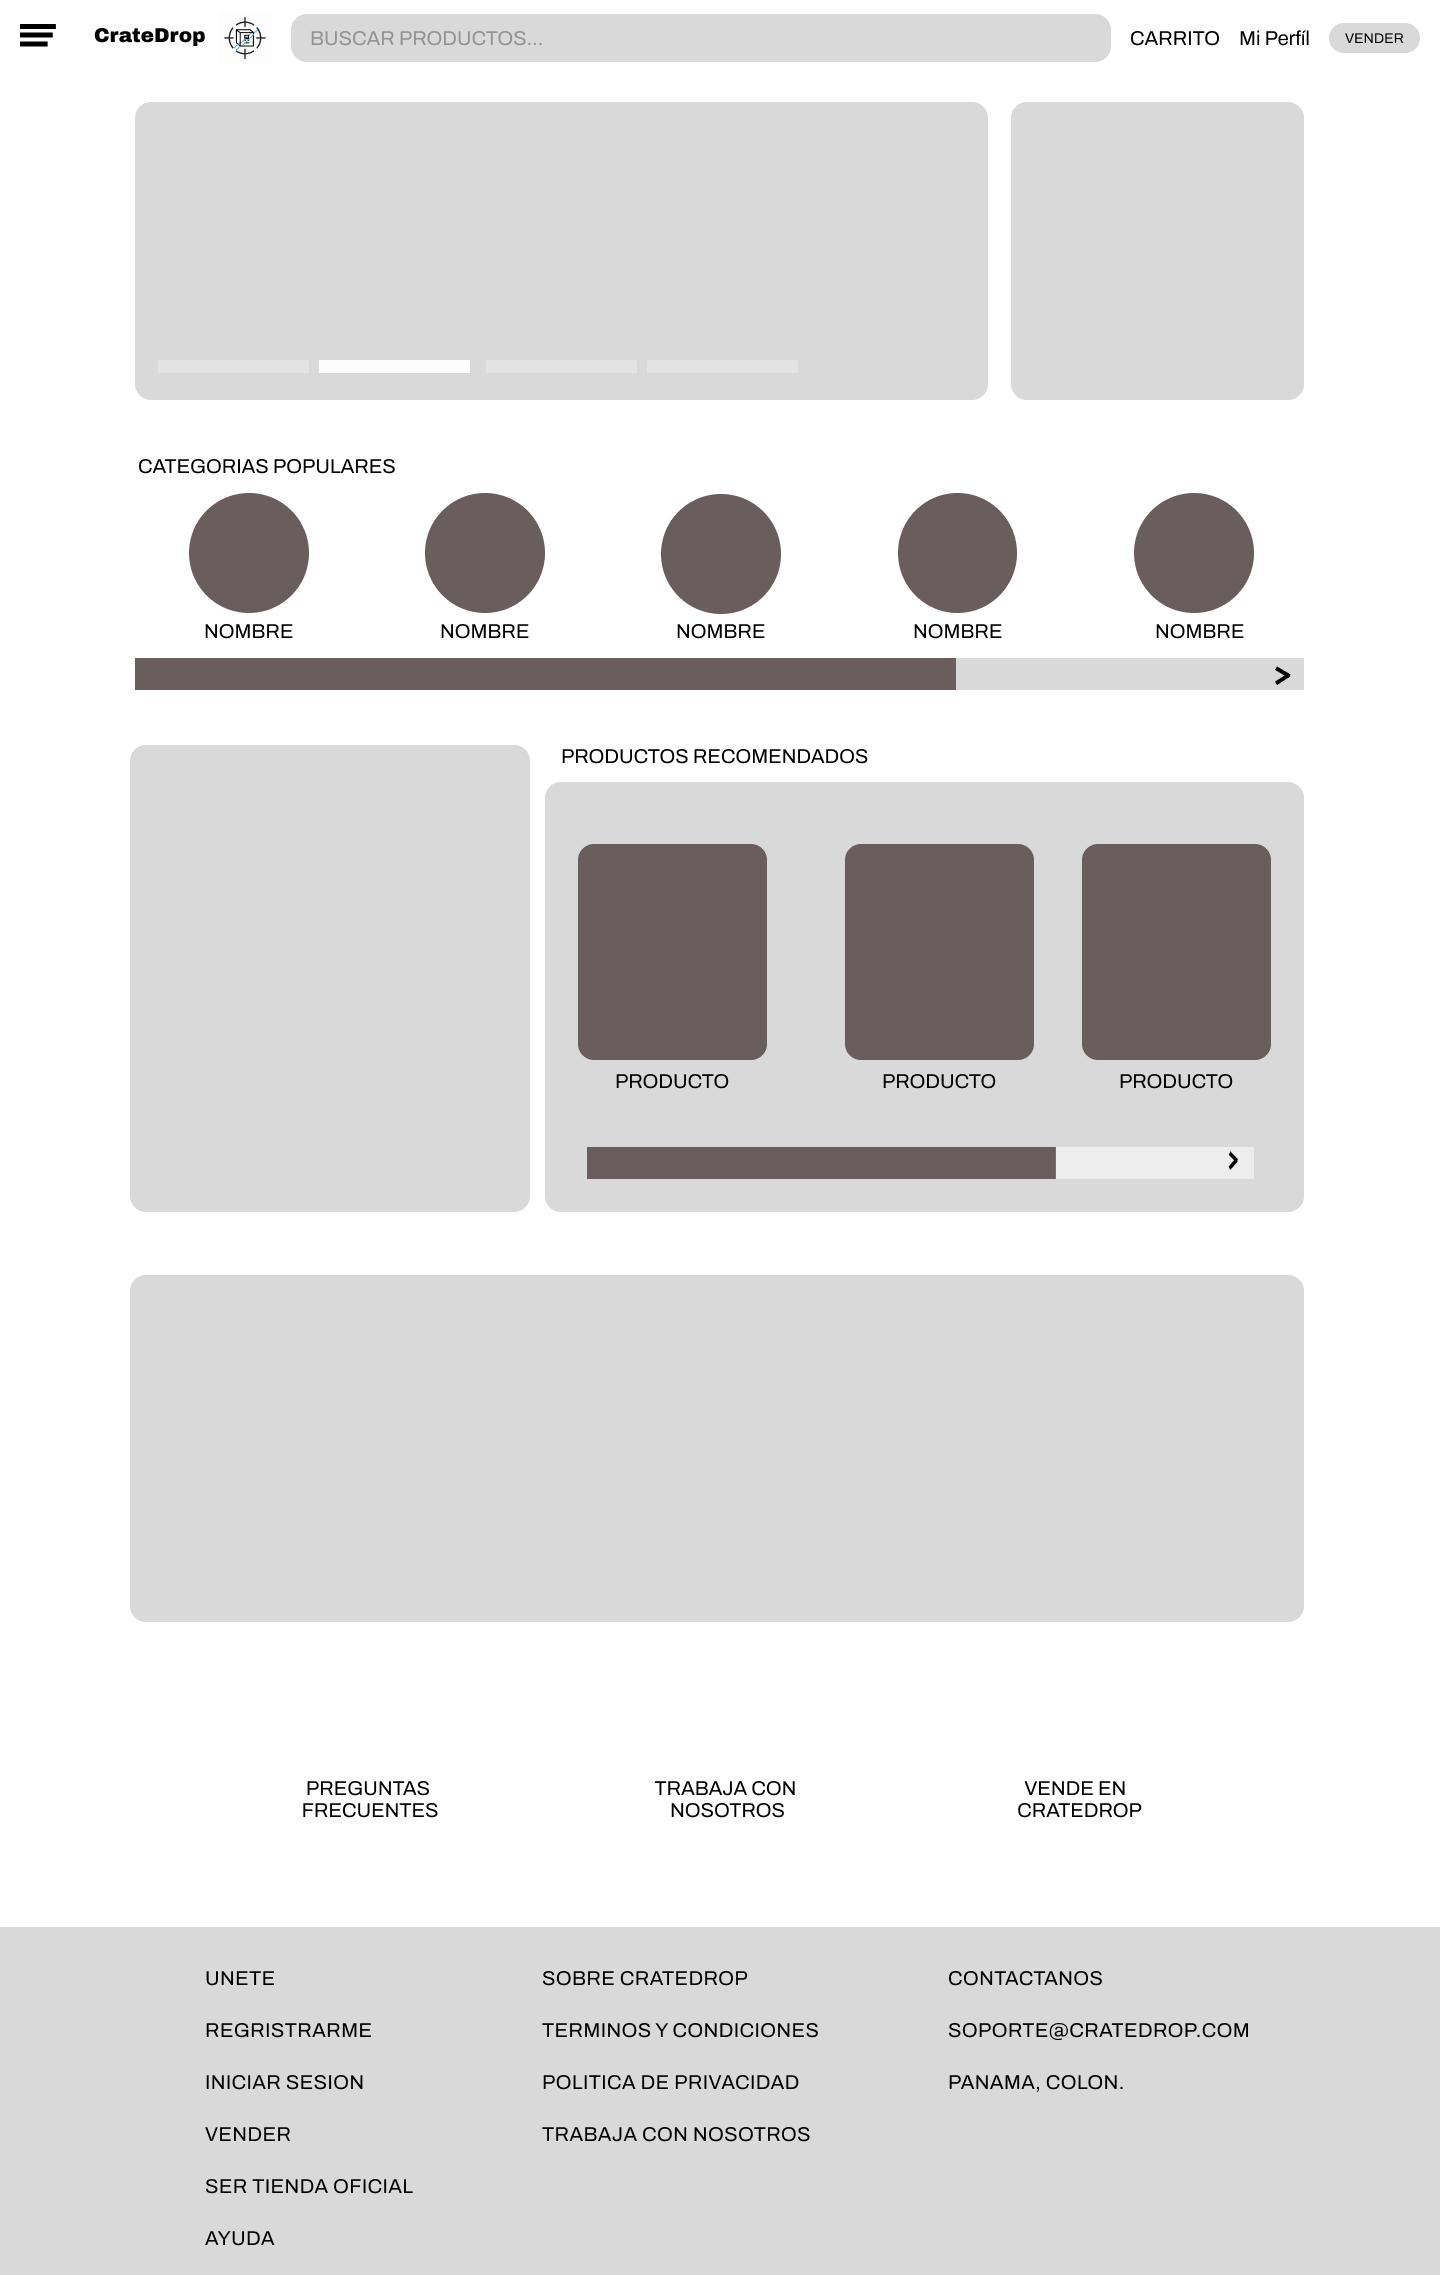 CrateDrop
BUSCAR PRODUCTOS...
CARRITO
Mi Perfíl
VENDER
CATEGORIAS POPULARES
NOMBRE
NOMBRE
NOMBRE
NOMBRE
NOMBRE
>
PRODUCTOS RECOMENDADOS
PRODUCTO
PRODUCTO
PRODUCTO
>
PREGUNTAS
FRECUENTES
TRABAJA CON
NOSOTROS
VENDE EN
CRATEDROP
UNETE
REGRISTRARME
INICIAR SESION
VENDER
SER TIENDA OFICIAL
AYUDA
SOBRE CRATEDROP
TERMINOS Y CONDICIONES
POLITICA DE PRIVACIDAD
TRABAJA CON NOSOTROS
CONTACTANOS
SOPORTE@CRATEDROP.COM
PANAMA, COLON.